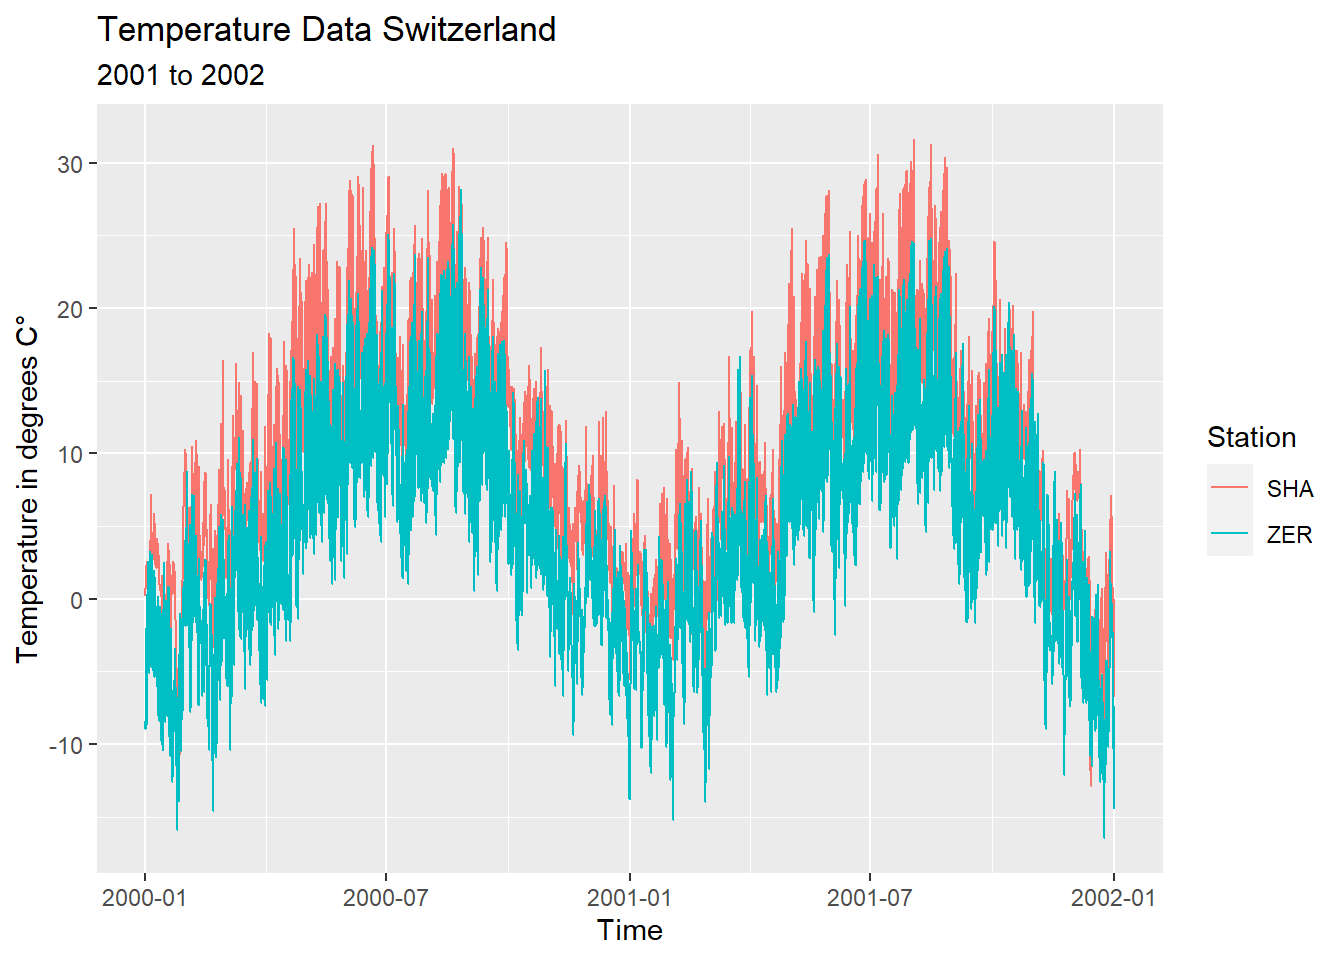 Temperature Data Switzerland
2001 to 2002
Temperature in degrees C°
30
20
10
0
-10
2000-01
2000-07
2001-01
2001-07
2002-01
Time
Station
SHA
ZER